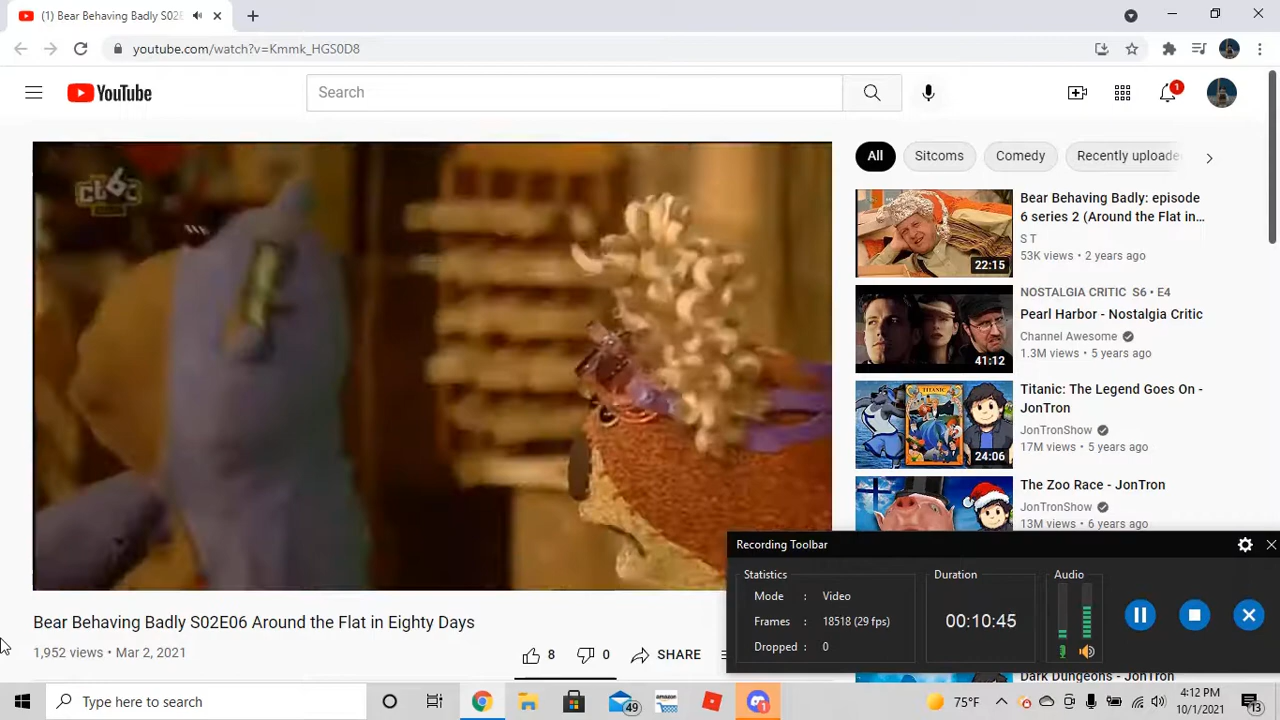 (1) Bear Behaving Badly S02E
youtube.com/watch?v=Kmmk_HGS0D8
YouTube
Search
1
All
Sitcoms
Comedy
Recently uploade
Bear Behaving Badly: episode
6 series 2 (Around the Flat in...
S T
53K views • 2 years ago
22:15
NOSTALGIA CRITIC S6 • E4
Pearl Harbor - Nostalgia Critic
Channel Awesome
1.3M views • 5 years ago
41:12
Titanic: The Legend Goes On -
JonTron
JonTronShow
17M views • 5 years ago
TITANIC
24:06
The Zoo Race - JonTron
JonTronShow
13M views • 6 years ago
Recording Toolbar
Statistics
Mode : Video
Frames : 18518 (29 fps)
Dropped : 0
Duration
00:10:45
Audio
Bear Behaving Badly S02E06 Around the Flat in Eighty Days
1,952 views • Mar 2, 2021
8
0
SHARE
Dark Dungeons - JonTron
Type here to search
49
amazon
1
75°F
4:12 PM
10/1/2021
13